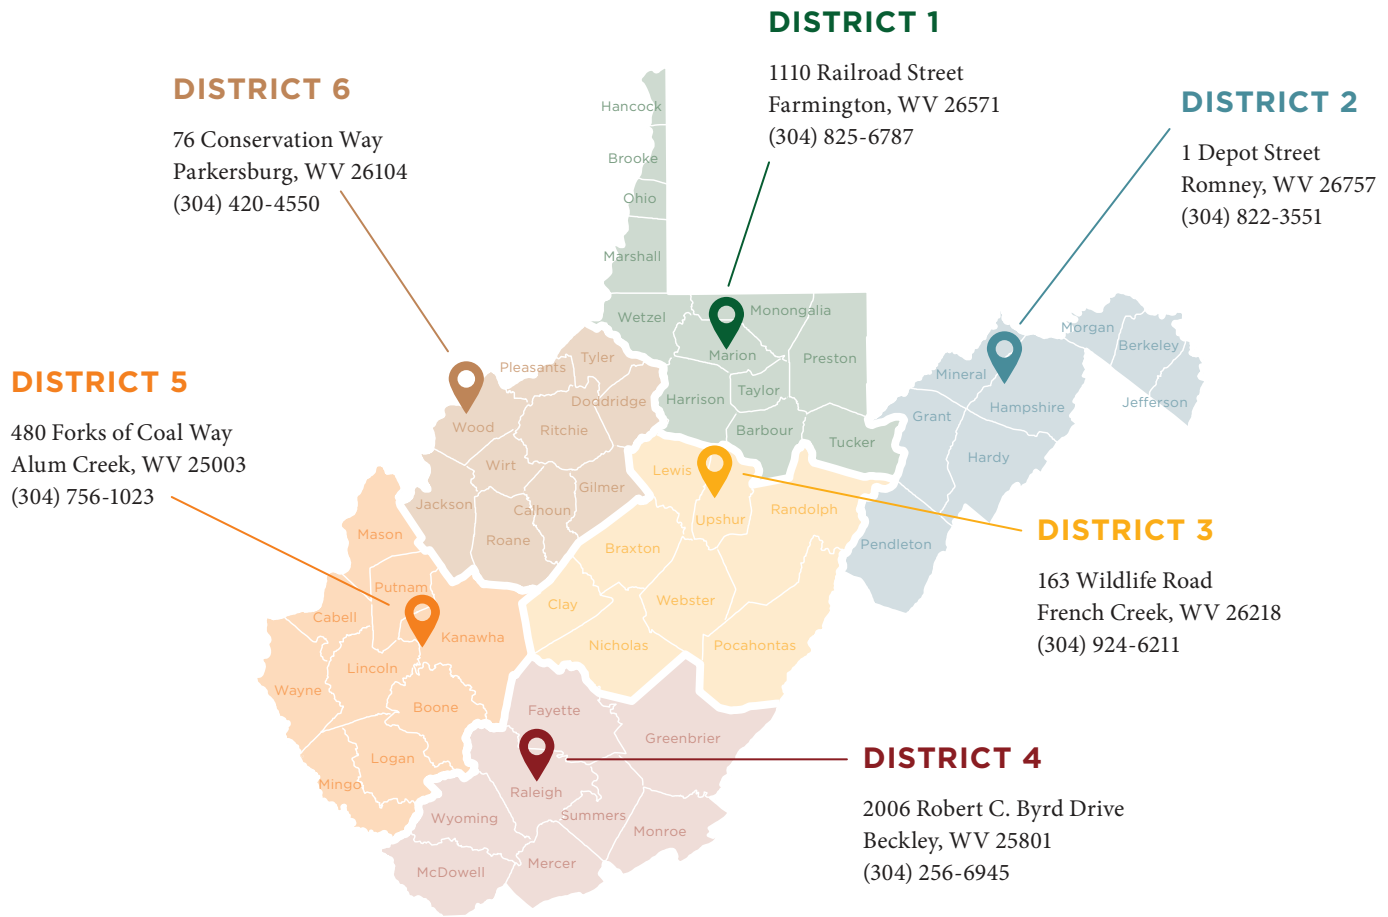 DISTRICT 1
1110 Railroad Street
Farmington, WV 26571
(304) 825-6787
DISTRICT 6
76 Conservation Way
Parkersburg, WV 26104
(304) 420-4550
DISTRICT 2
1 Depot Street
Romney, WV 26757
(304) 822-3551
DISTRICT 5
480 Forks of Coal Way
Alum Creek, WV 25003
(304) 756-1023
DISTRICT 3
163 Wildlife Road
French Creek, WV 26218
(304) 924-6211
DISTRICT 4
2006 Robert C. Byrd Drive
Beckley, WV 25801
(304) 256-6945
Hancock
Brooke
Ohio
Marshall
Wetzel
Monongalia
Marion
Preston
Taylor
Harrison
Barbour
Tucker
Morgan
Berkeley
Jefferson
Mineral
Hampshire
Grant
Hardy
Pendleton
Tyler
Pleasants
Doddridge
Wood
Ritchie
Wirt
Gilmer
Jackson
Calhoun
Roane
Lewis
Upshur
Randolph
Braxton
Webster
Clay
Nicholas
Pocahontas
Mason
Putnam
Cabell
Kanawha
Lincoln
Wayne
Boone
Logan
Mingo
Fayette
Greenbrier
Raleigh
Summers
Wyoming
Monroe
Mercer
McDowell